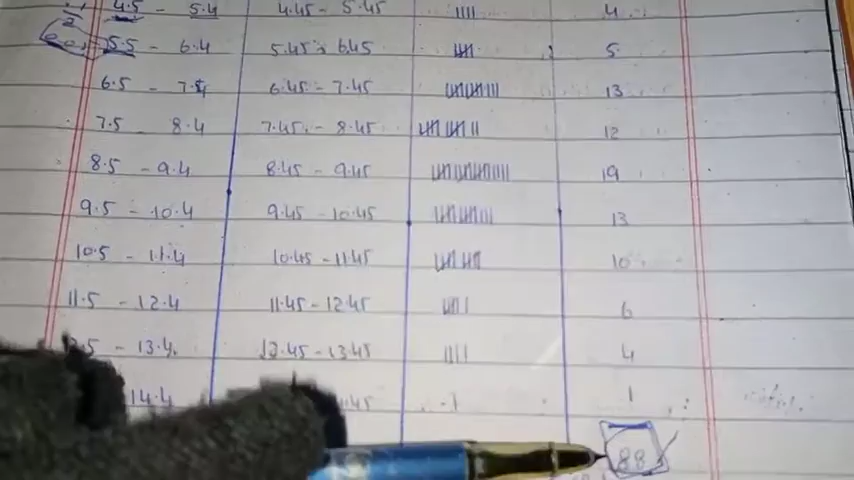 4.5 - 5.4 4.45 - 5.45 |||| 4
5.5 - 6.4 5.45 - 6.45 5
6.5 - 7.4 6.45 - 7.45 13
7.5 8.4 7.45 - 8.45 12
8.5 - 9.4 8.45 - 9.45 19
9.5 - 10.4 9.45 - 10.45 13
10.5 - 11.4 10.45 - 11.45 10
11.5 - 12.4 11.45 - 12.45 6
.5 - 13.4 12.45 - 13.45 |||| 4
14.4 .45 | 1
88